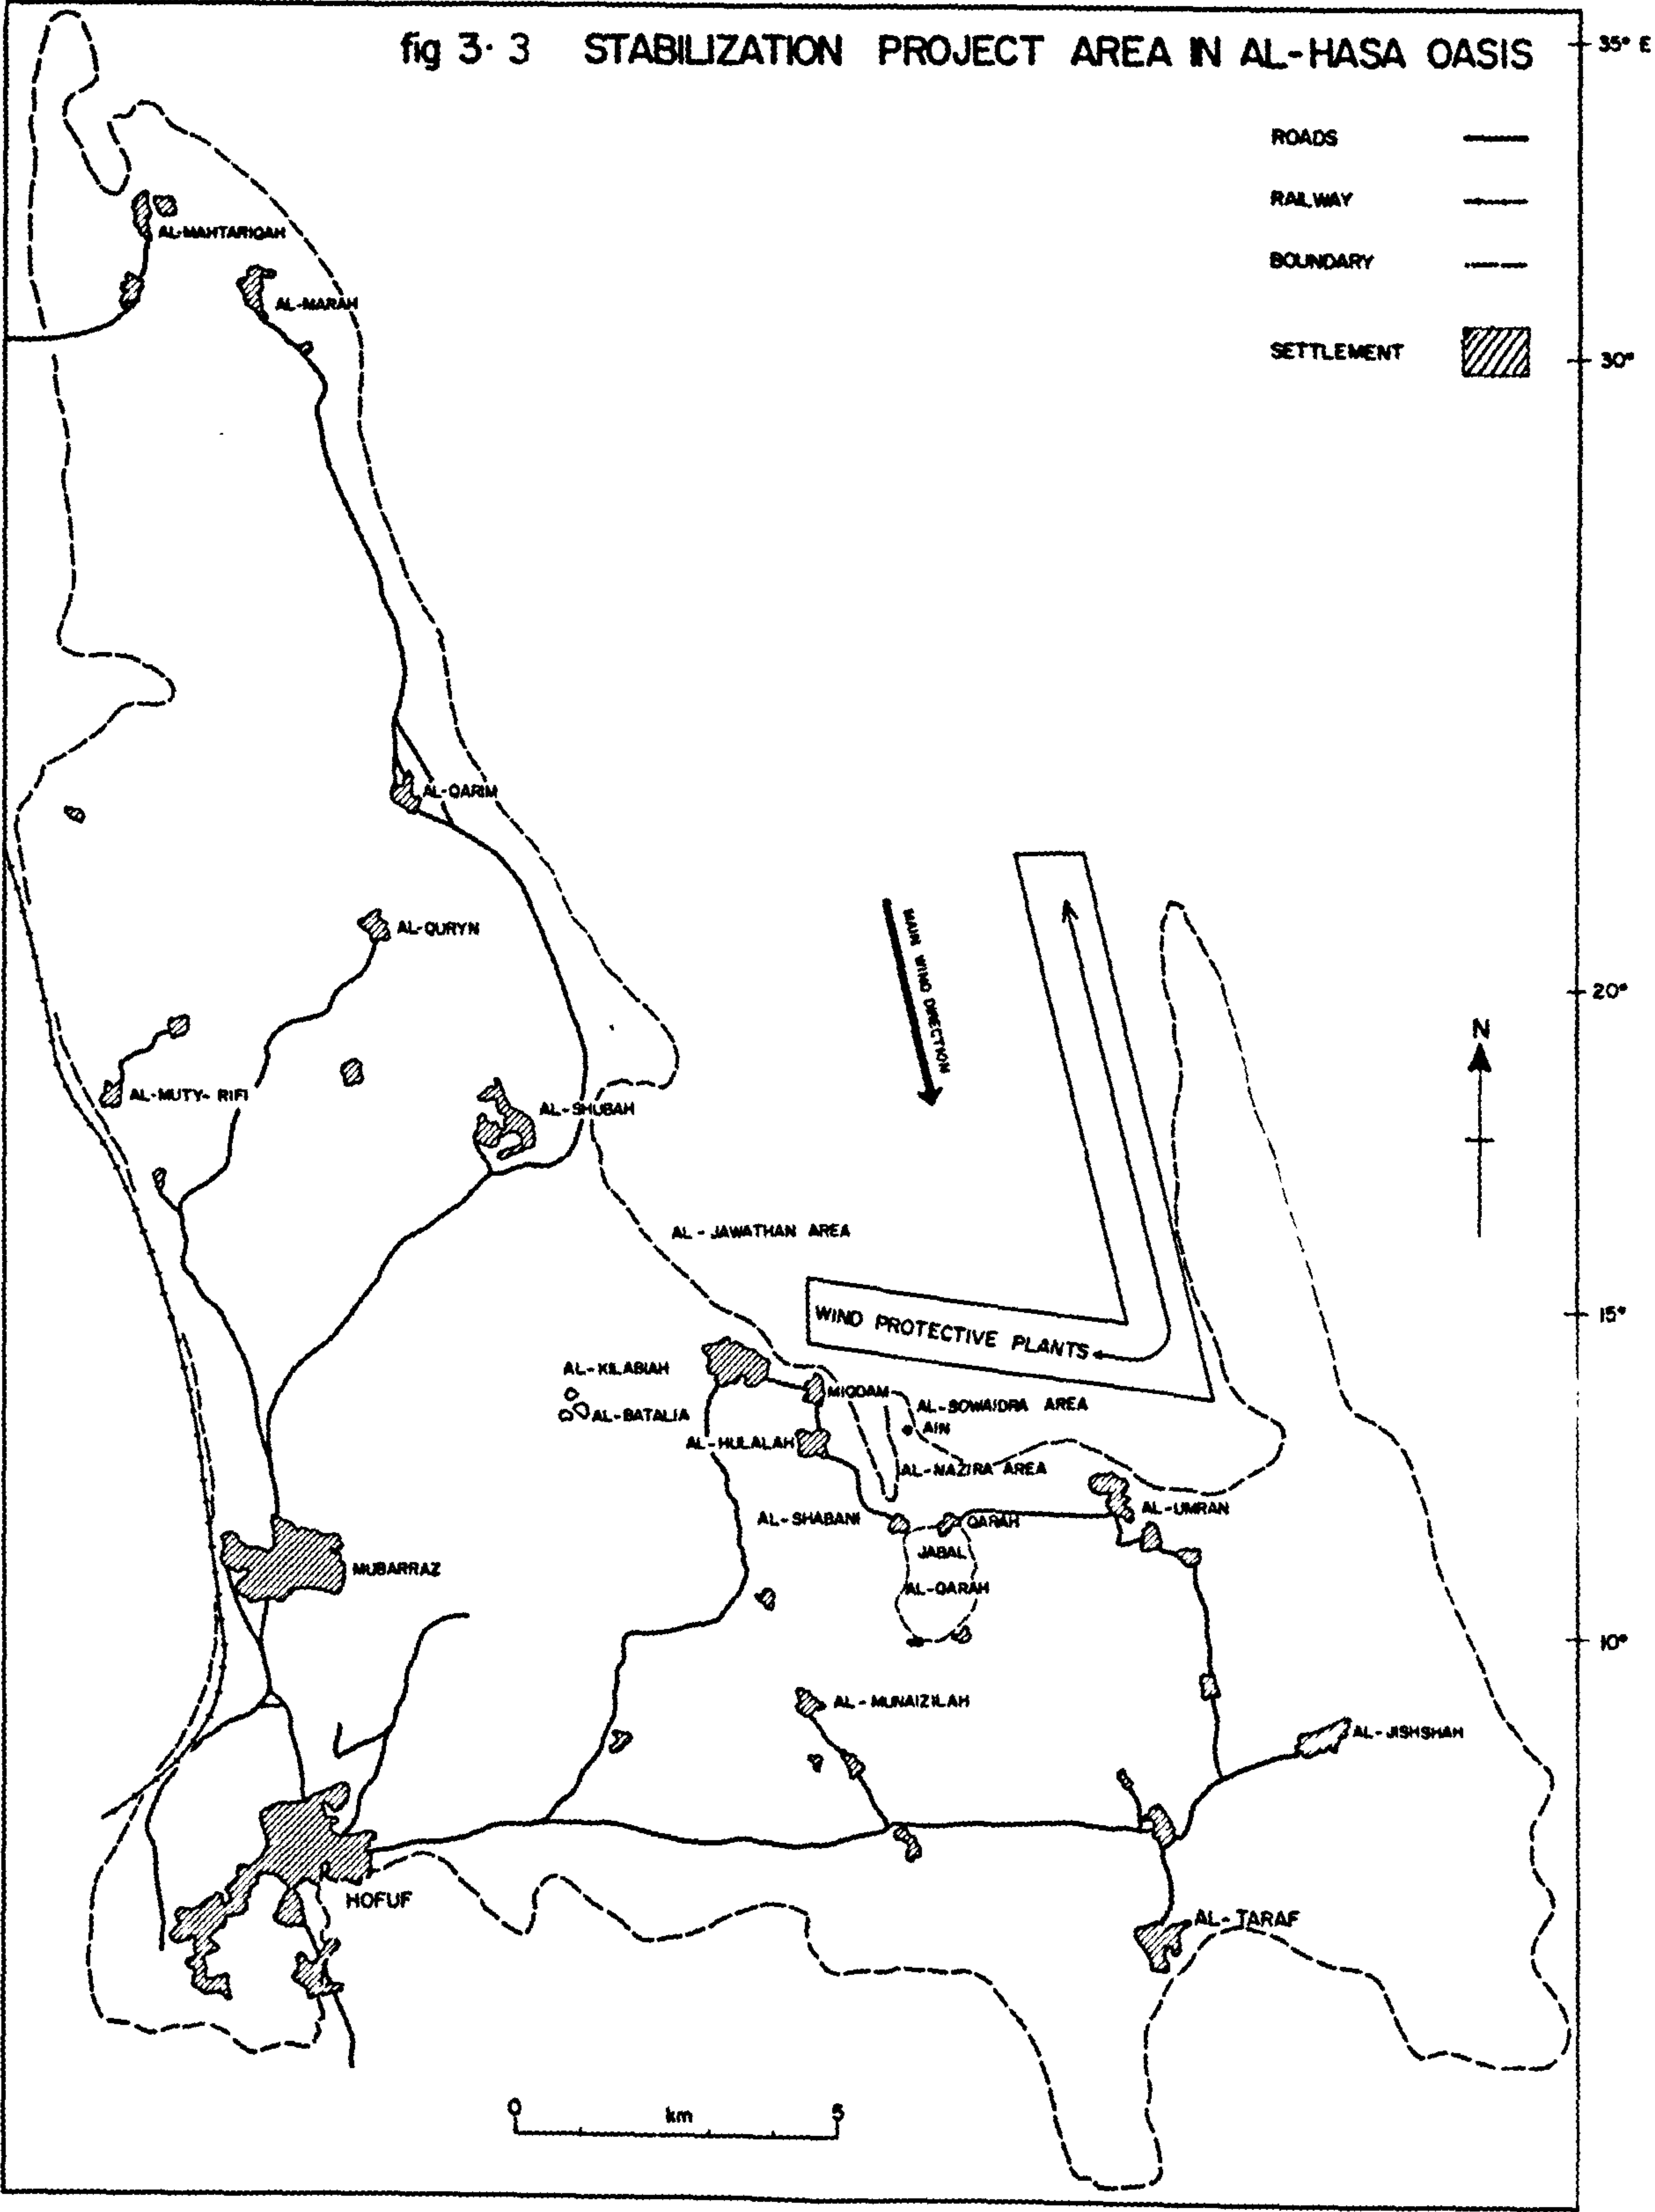 fig 3·3 STABILIZATION PROJECT AREA IN AL-HASA OASIS
35° E
ROADS
RAILWAY
BOUNDARY
SETTLEMENT
30°
AL-MAHTARIQAH
AL-MARAH
AL-QARIM
AL-QURYN
MAIN WIND DIRECTION
20°
N
AL-MUTY-RIFI
AL-SHUBAH
AL-JAWATHAN AREA
15°
WIND PROTECTIVE PLANTS
AL-KILABIAH
MIQDAM
AL-BATALIA
AL-SOWAIDRA AREA
AIN
AL-HULALAH
AL-NAZIRA AREA
AL-UMRAN
AL-SHABANI
QARAH
JABAL
AL-QARAH
MUBARRAZ
10°
AL-MUNAIZILAH
AL-JISHSHAH
HOFUF
AL-TARAF
0 km 5